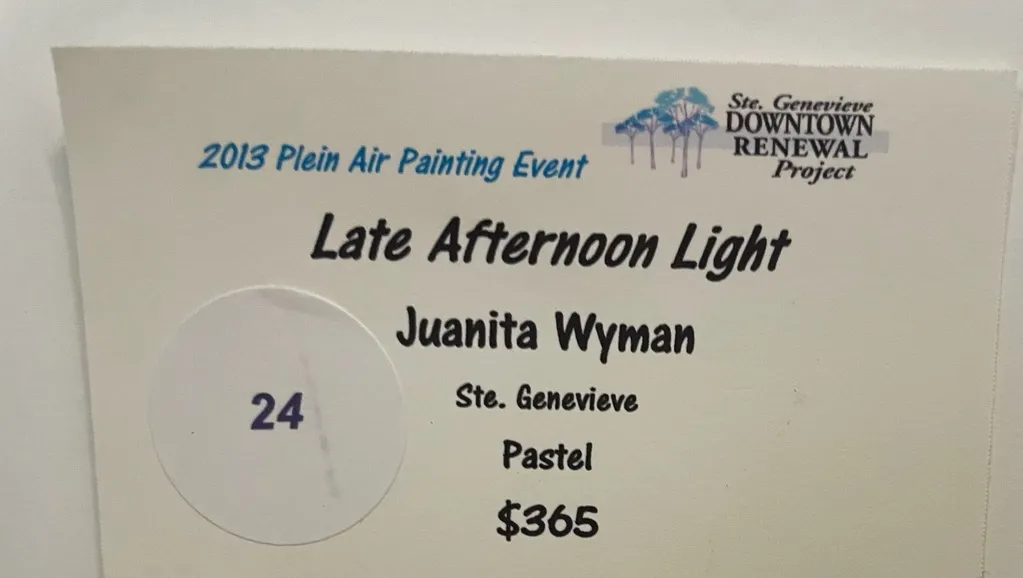 Ste. Genevieve
DOWNTOWN
RENEWAL
Project
2013 Plein Air Painting Event
Late Afternoon Light
Juanita Wyman
Ste. Genevieve
24
Pastel
$365